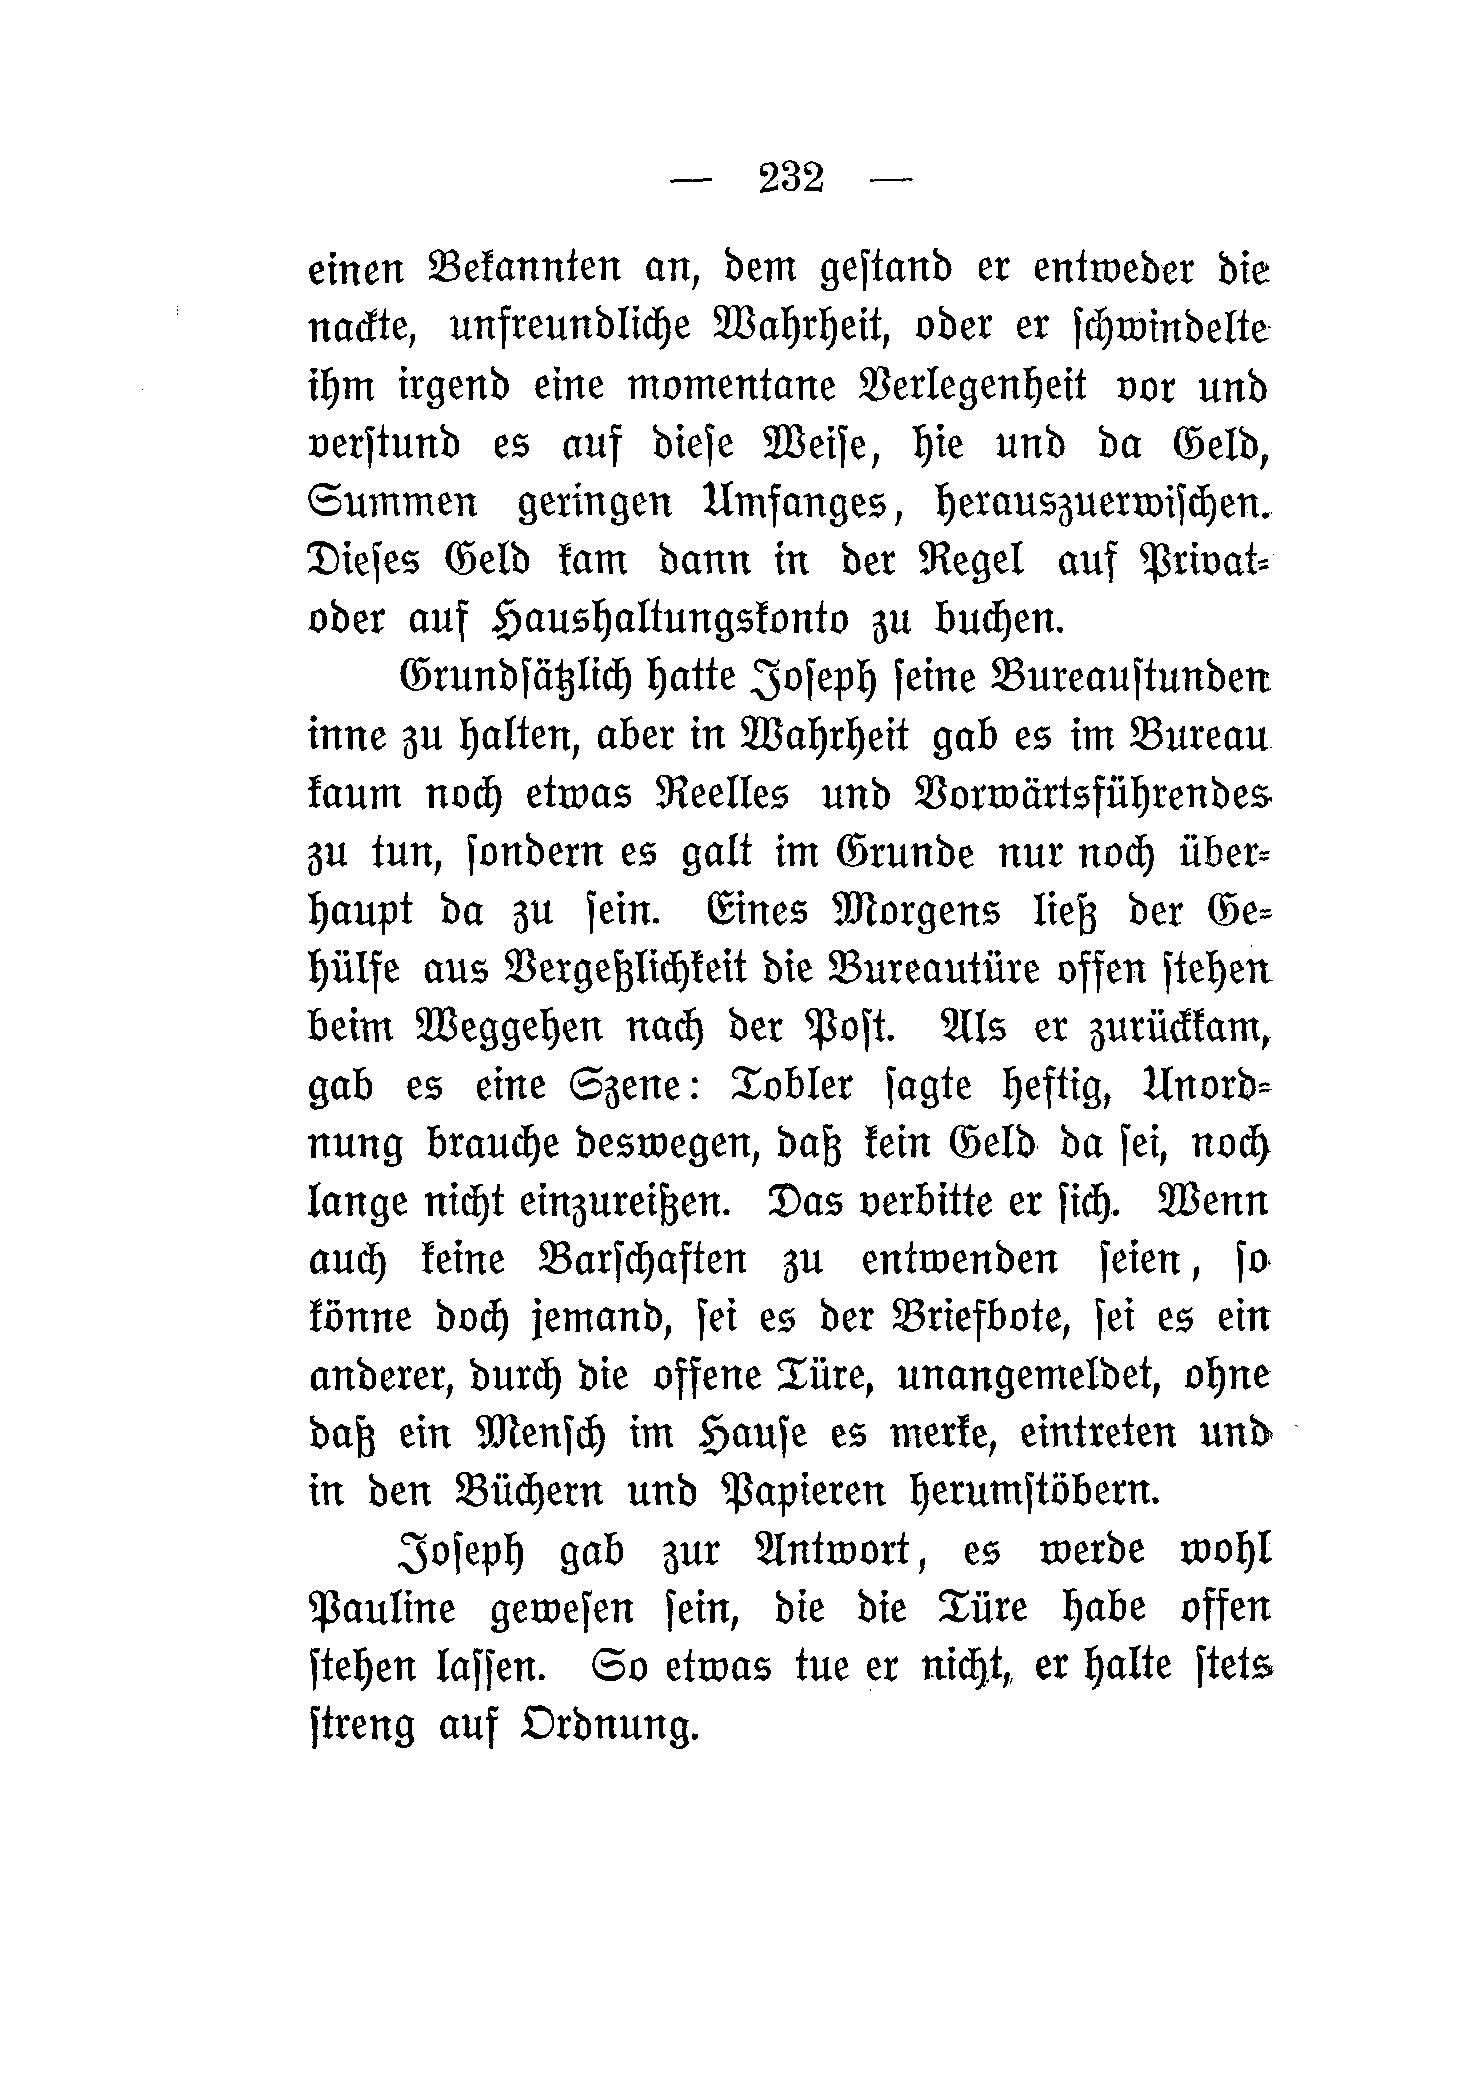 — 232 —
einen Bekannten an, dem geſtand er entweder die
nackte, unfreundliche Wahrheit, oder er ſchwindelte
ihm irgend eine momentane Verlegenheit vor und
verſtund es auf dieſe Weiſe, hie und da Geld,
Summen geringen Umfanges, herauszuerwiſchen.
Dieſes Geld kam dann in der Regel auf Privat-
oder auf Haushaltungskonto zu buchen.
Grundſätzlich hatte Joſeph ſeine Bureauſtunden
inne zu halten, aber in Wahrheit gab es im Bureau
kaum noch etwas Reelles und Vorwärtsführendes
zu tun, ſondern es galt im Grunde nur noch über-
haupt da zu ſein. Eines Morgens ließ der Ge-
hülfe aus Vergeßlichkeit die Bureautüre offen ſtehen
beim Weggehen nach der Poſt. Als er zurückkam,
gab es eine Szene: Tobler ſagte heftig, Unord-
nung brauche deswegen, daß kein Geld da ſei, noch
lange nicht einzureißen. Das verbitte er ſich. Wenn
auch keine Barſchaften zu entwenden ſeien, ſo
könne doch jemand, ſei es der Briefbote, ſei es ein
anderer, durch die offene Türe, unangemeldet, ohne
daß ein Menſch im Hauſe es merke, eintreten und
in den Büchern und Papieren herumſtöbern.
Joſeph gab zur Antwort, es werde wohl
Pauline geweſen ſein, die die Türe habe offen
ſtehen laſſen. So etwas tue er nicht, er halte ſtets
ſtreng auf Ordnung.